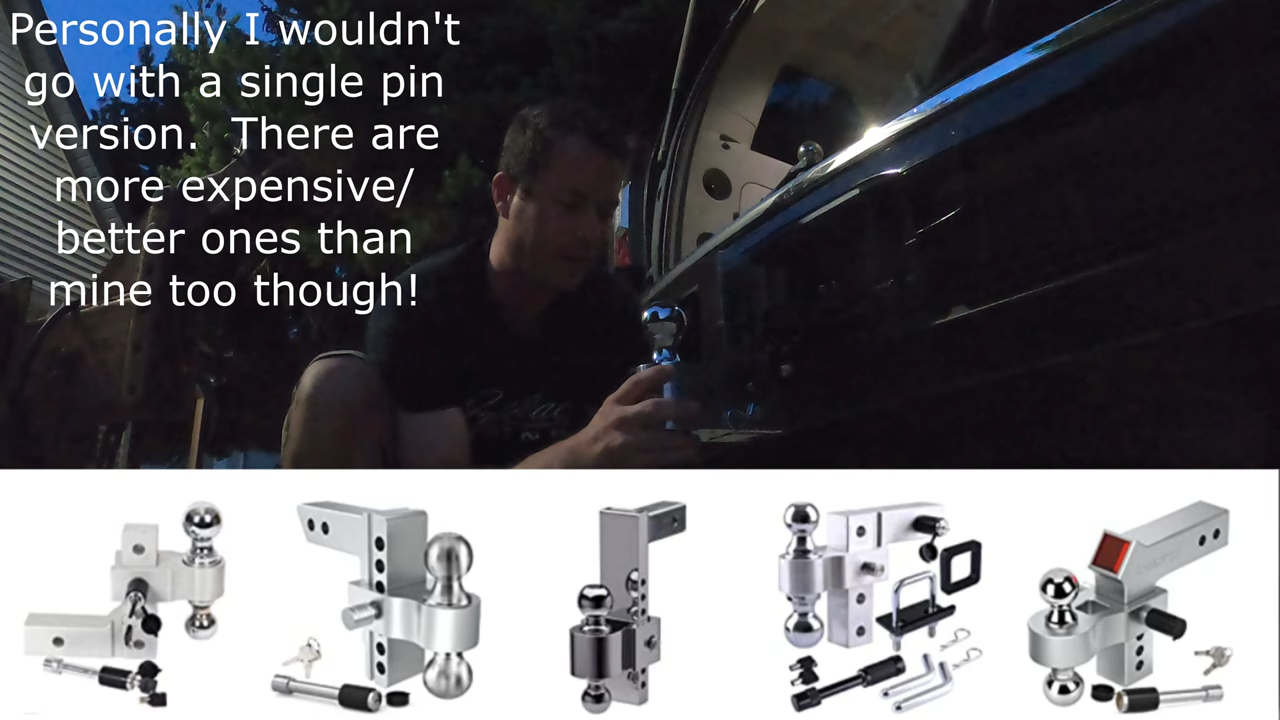 Personally I wouldn't
go with a single pin
version.  There are
more expensive/
better ones than
mine too though!